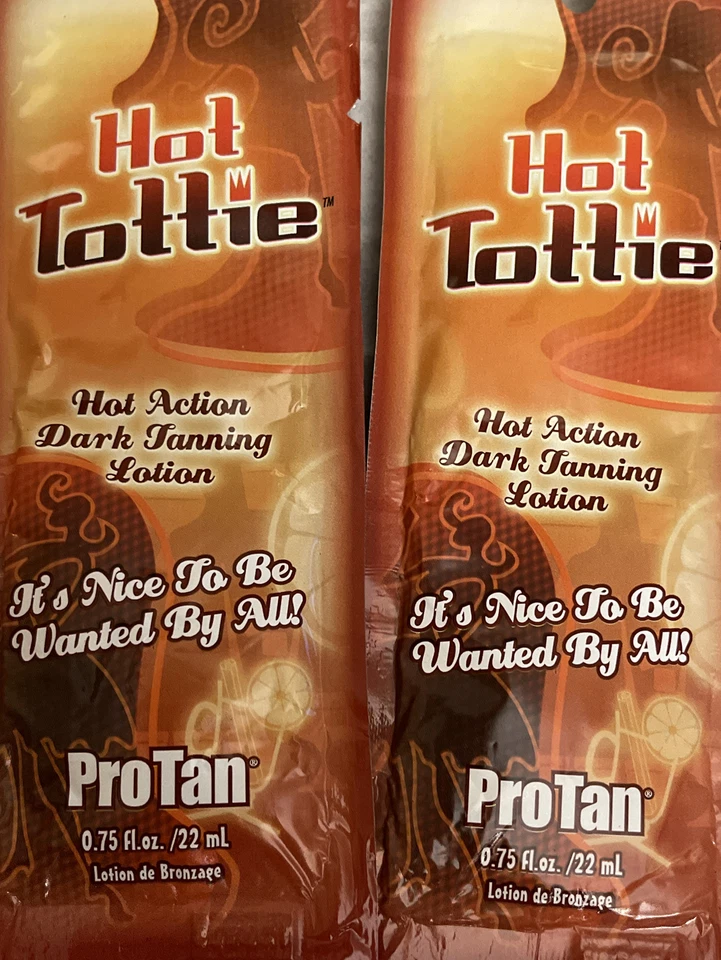 Hot
Tottie™
Hot Action
Dark Tanning
Lotion
It's Nice To Be
Wanted By All!
ProTan®
0.75 fl.oz. /22 mL
Lotion de Bronzage
Hot
Tottie
Hot Action
Dark Tanning
Lotion
It's Nice To Be
Wanted By All!
ProTan®
0.75 fl.oz. /22 mL
Lotion de Bronzage